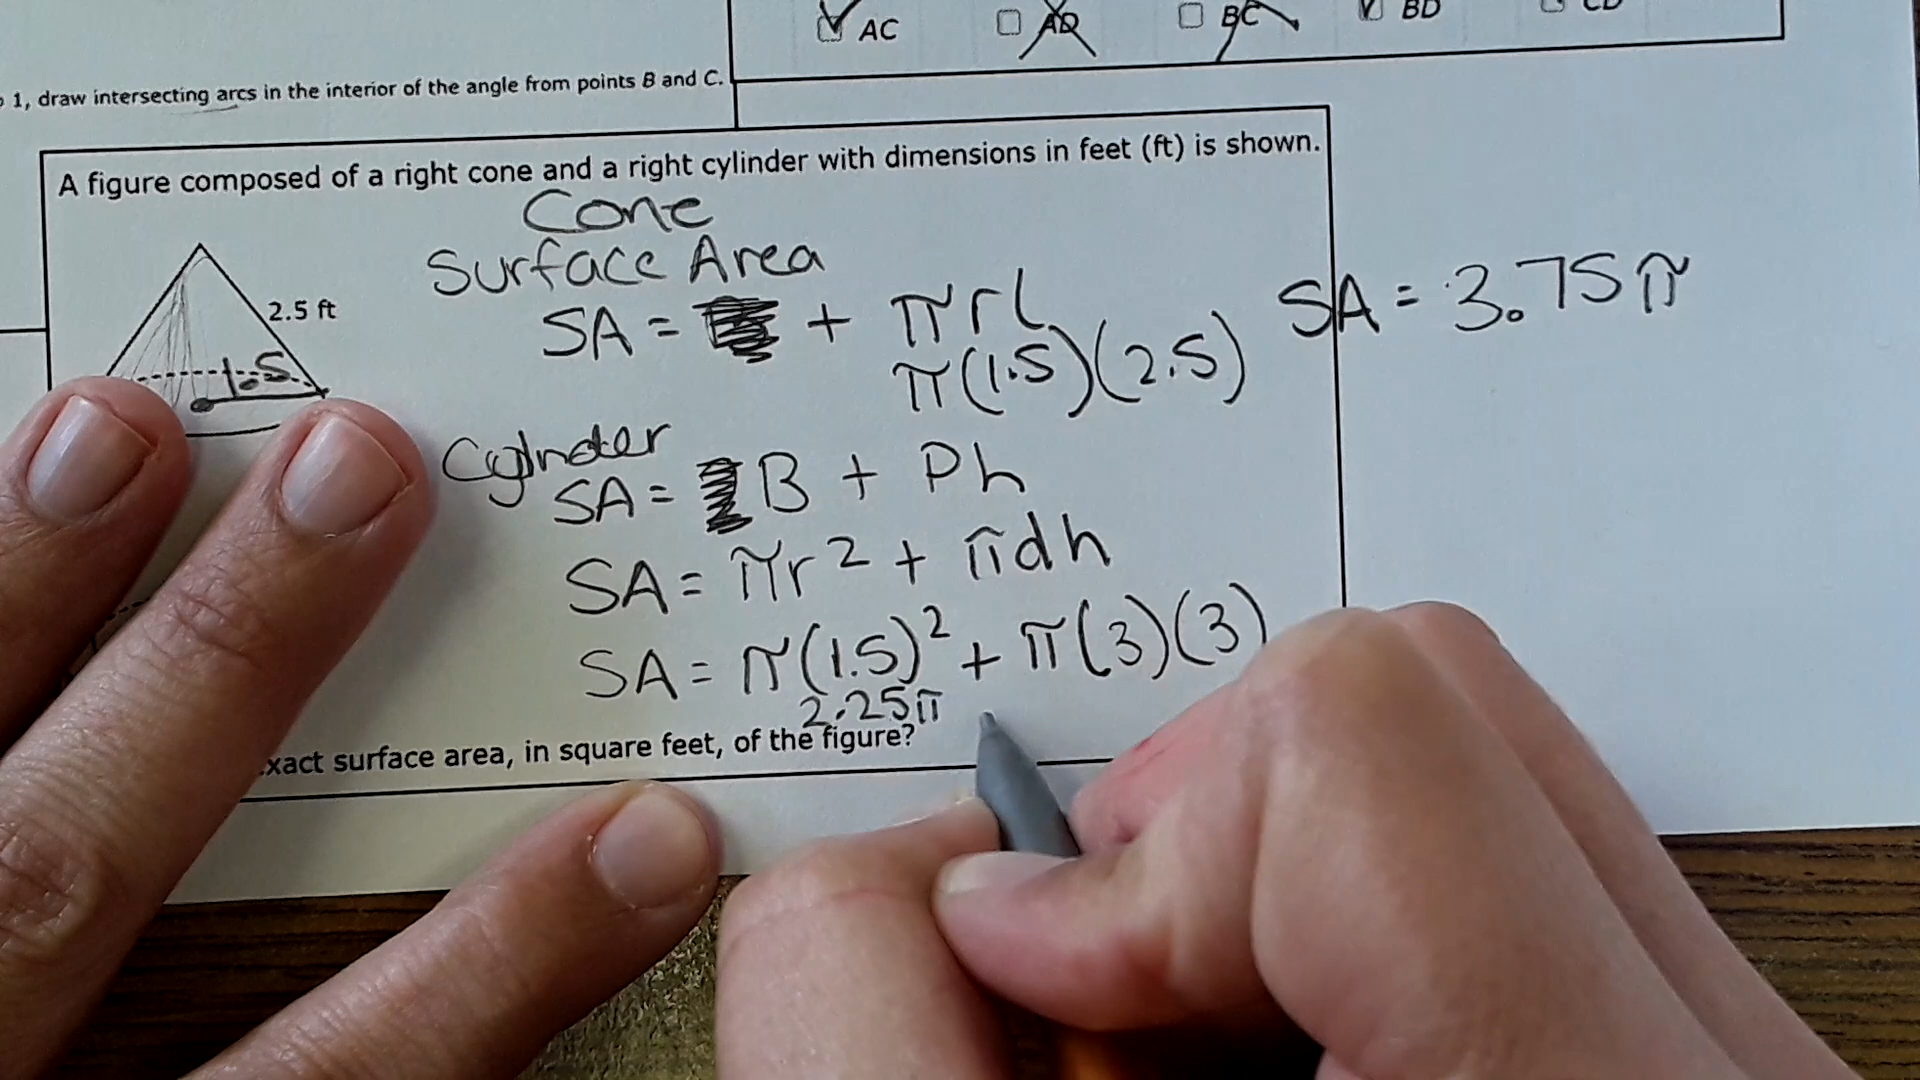 AC AD BC BD CD
1, draw intersecting arcs in the interior of the angle from points B and C.
A figure composed of a right cone and a right cylinder with dimensions in feet (ft) is shown.
Cone
Surface Area
SA = + πrl
SA = 3.75π
2.5 ft
1.5
π(1.5)(2.5)
Cylnder
SA = B + Ph
SA = πr² + πdh
SA = π(1.5)² + π(3)(3)
2.25π
xact surface area, in square feet, of the figure?